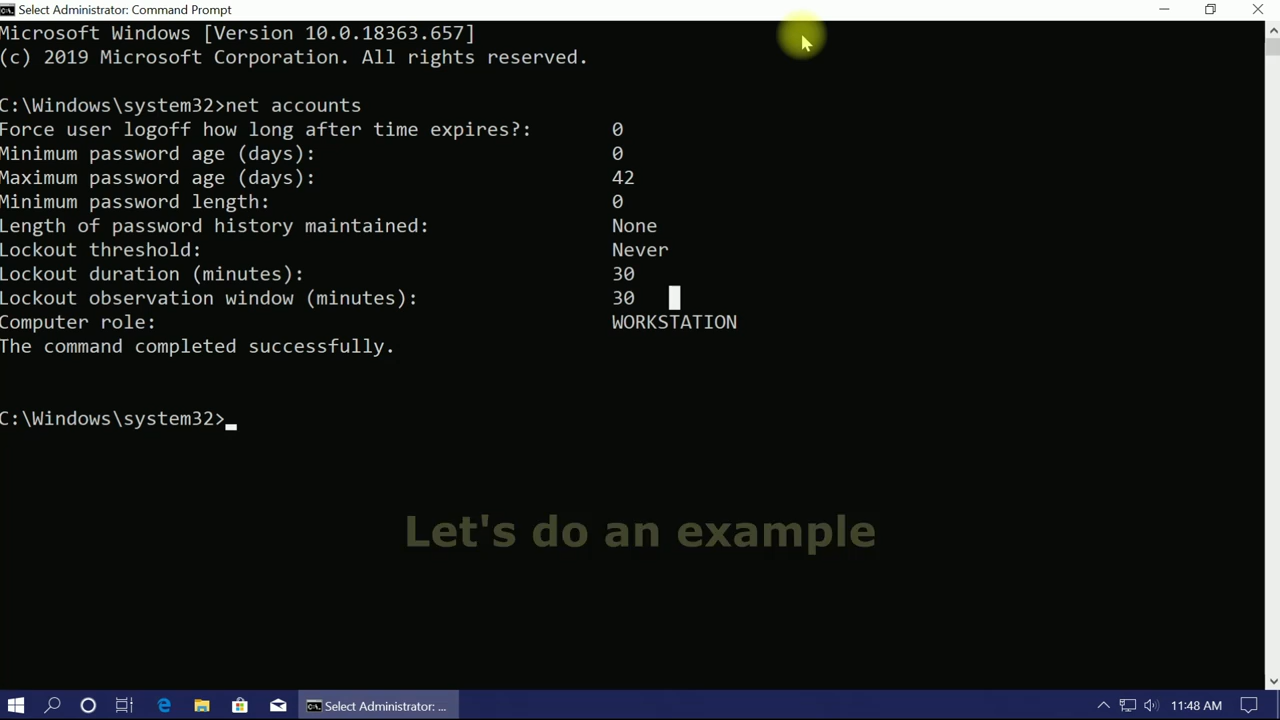 Select Administrator: Command Prompt
Microsoft Windows [Version 10.0.18363.657]
(c) 2019 Microsoft Corporation. All rights reserved.
C:\Windows\system32>net accounts
Force user logoff how long after time expires?: 0
Minimum password age (days): 0
Maximum password age (days): 42
Minimum password length: 0
Length of password history maintained: None
Lockout threshold: Never
Lockout duration (minutes): 30
Lockout observation window (minutes): 30
Computer role: WORKSTATION
The command completed successfully.
C:\Windows\system32>
Let's do an example
Select Administrator: ...
11:48 AM